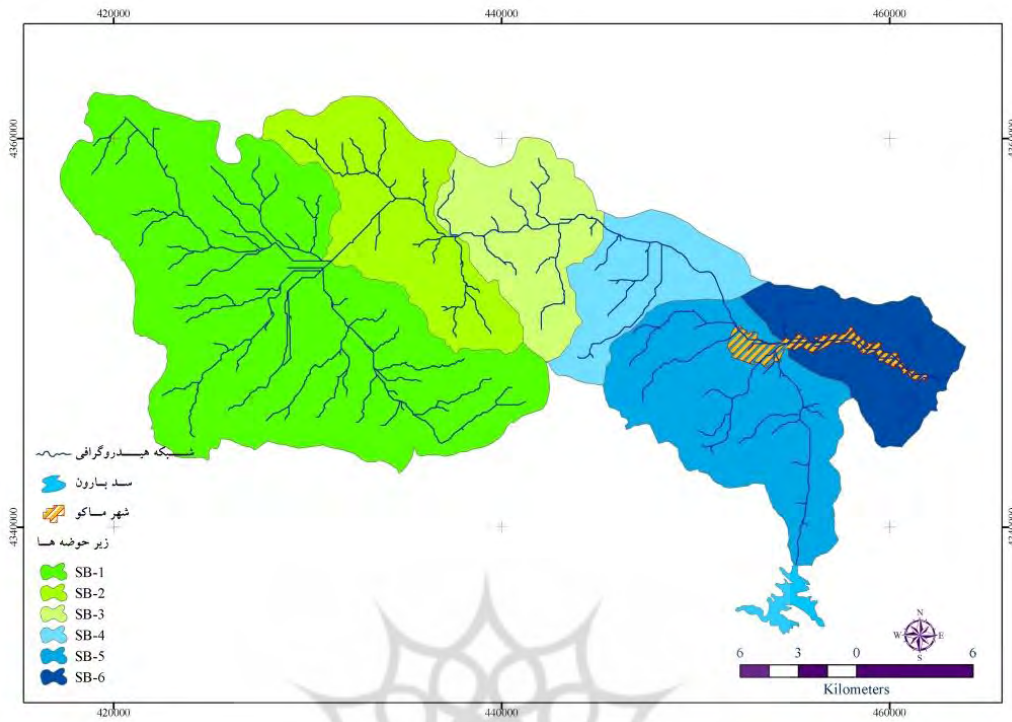 420000 440000 460000
4360000
4360000
شبکه هیدروگرافی
سد بارون
شهر ماکو
زیر حوضه ها
SB-1
SB-2
SB-3
SB-4
SB-5
SB-6
4340000
4340000
N
W E
S
6 3 0 6
Kilometers
420000 440000 460000